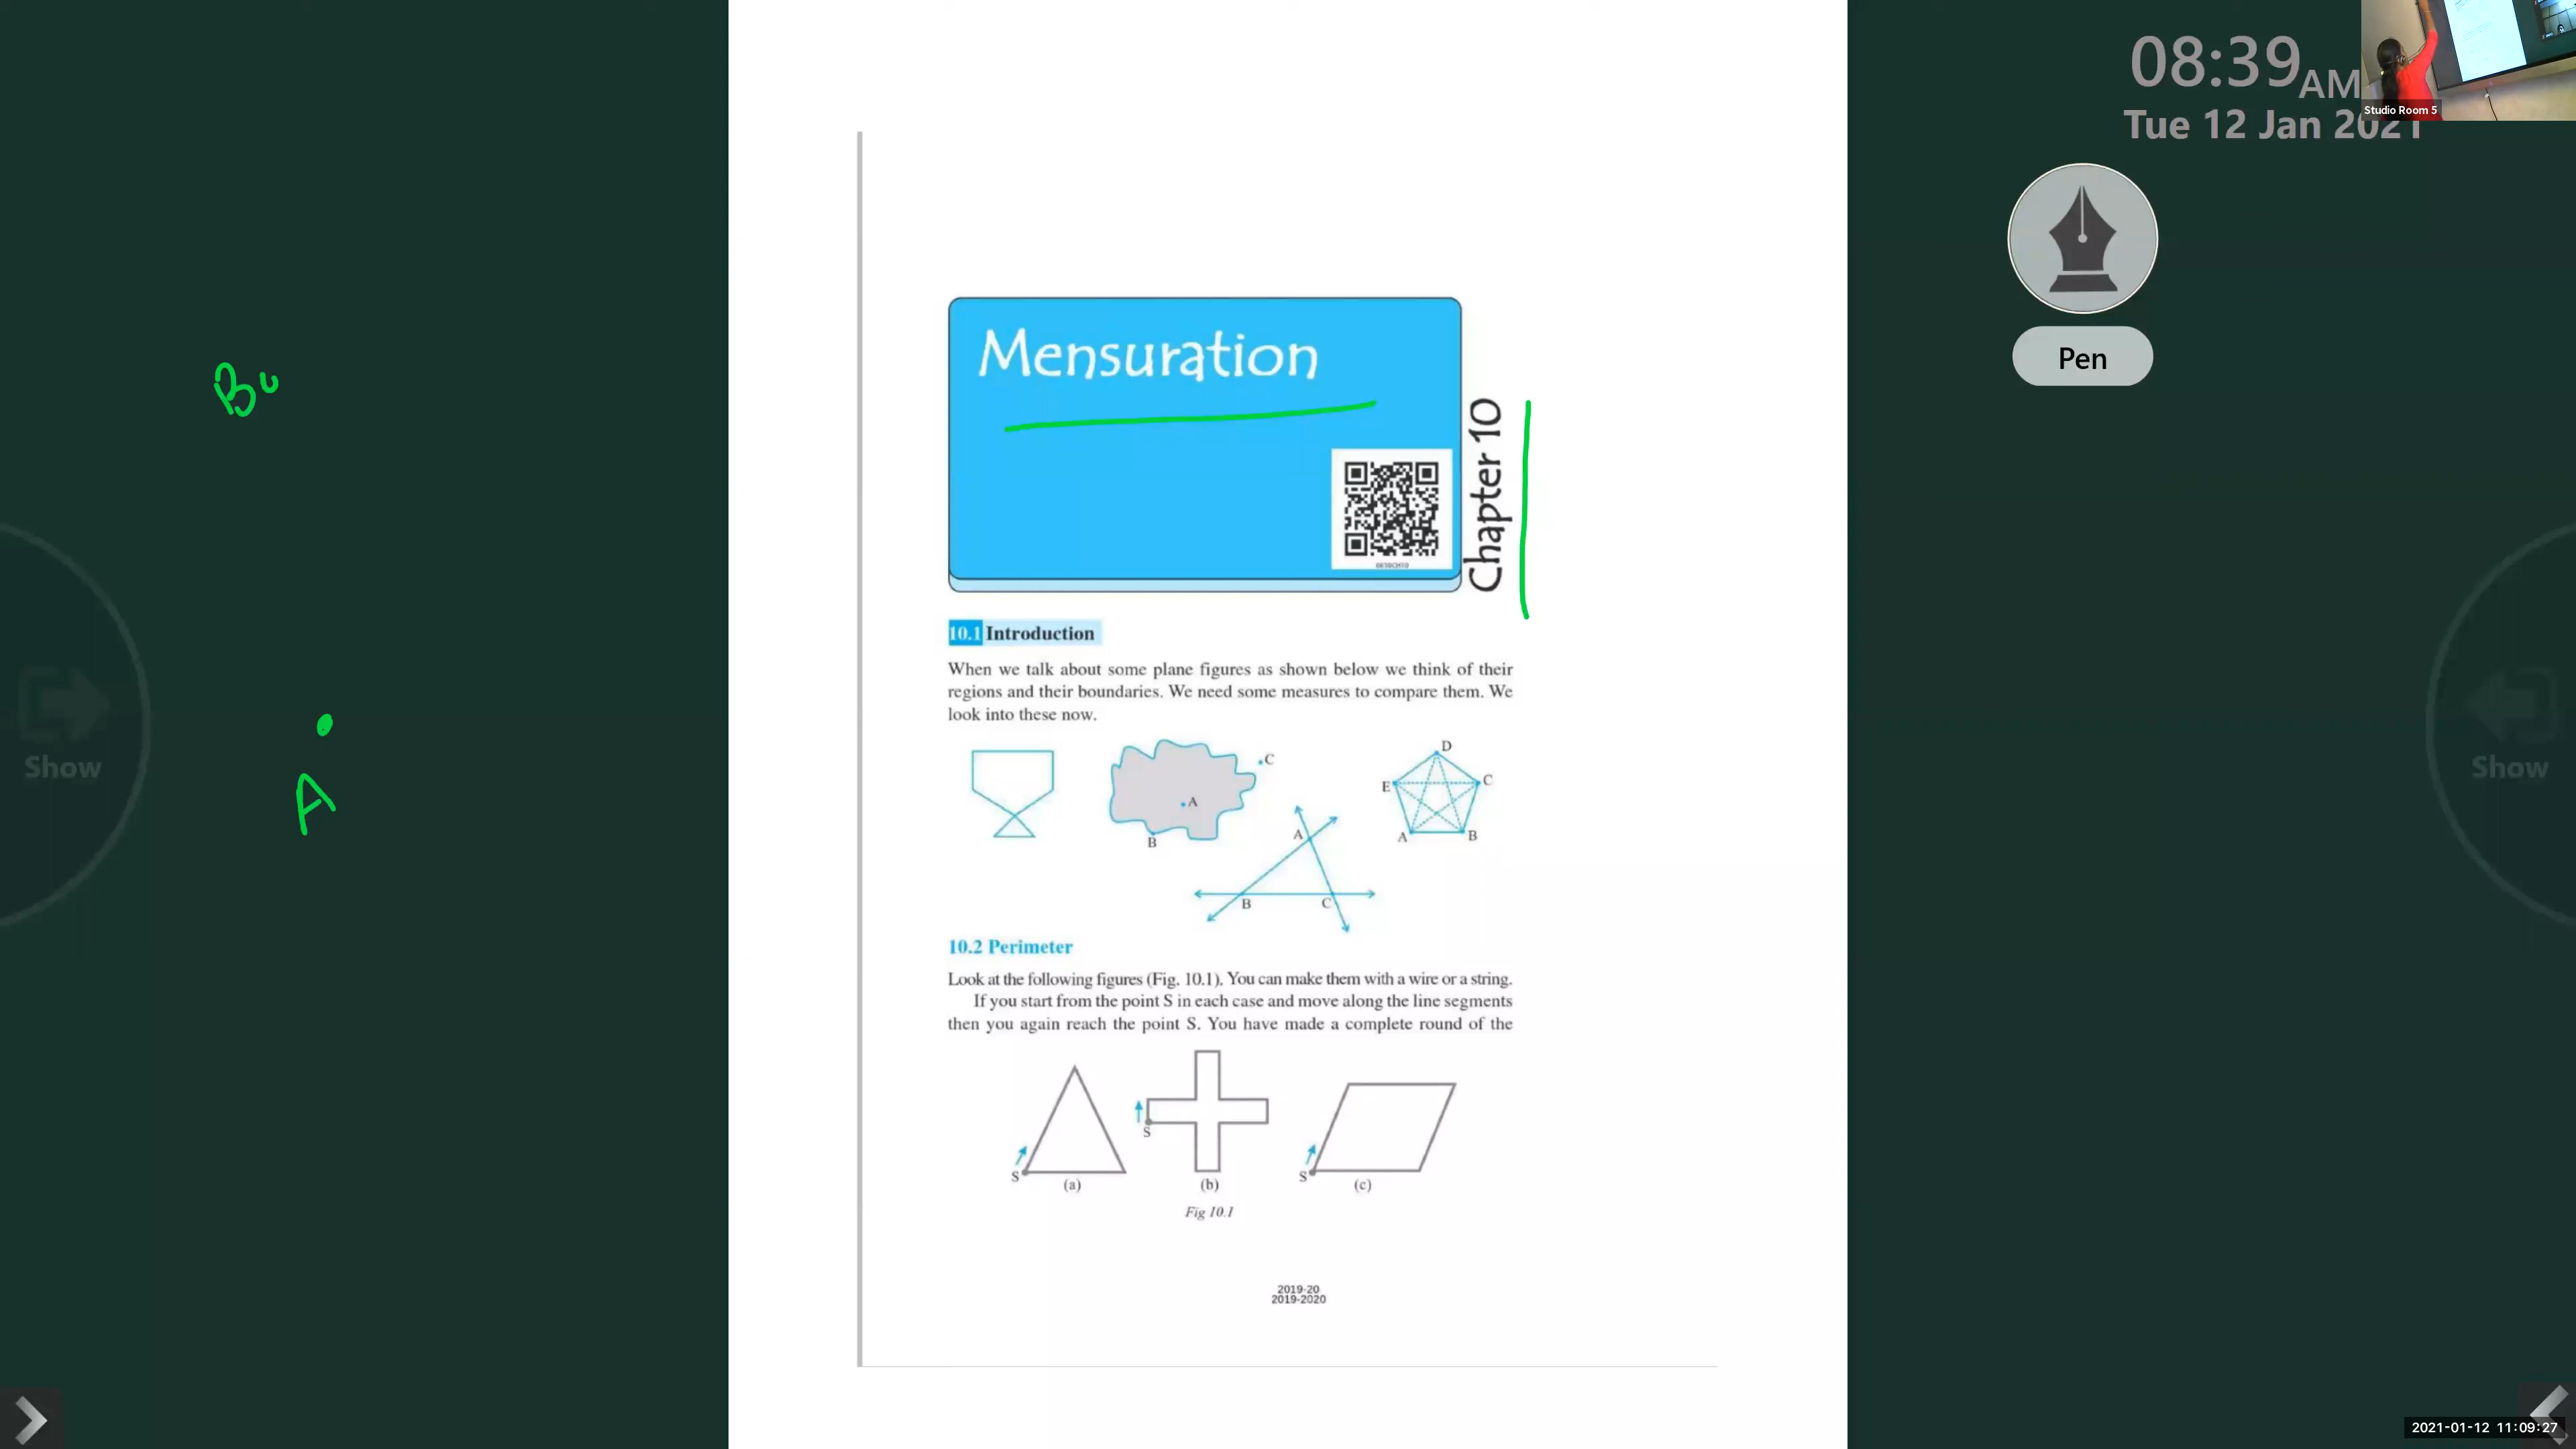 08:39 AM
Tue 12 Jan 2021
Studio Room 5
Pen
Mensuration
Chapter 10
10.1 Introduction
When we talk about some plane figures as shown below we think of their
regions and their boundaries. We need some measures to compare them. We
look into these now.
D
C
C
E
A
A
A
B
B
B
C
10.2 Perimeter
Look at the following figures (Fig. 10.1). You can make them with a wire or a string.
If you start from the point S in each case and move along the line segments
then you again reach the point S. You have made a complete round of the
S
S
S
(a)
(b)
(c)
Fig 10.1
2019-20
2019-2020
Bu
A
Show
Show
2021-01-12 11:09:27